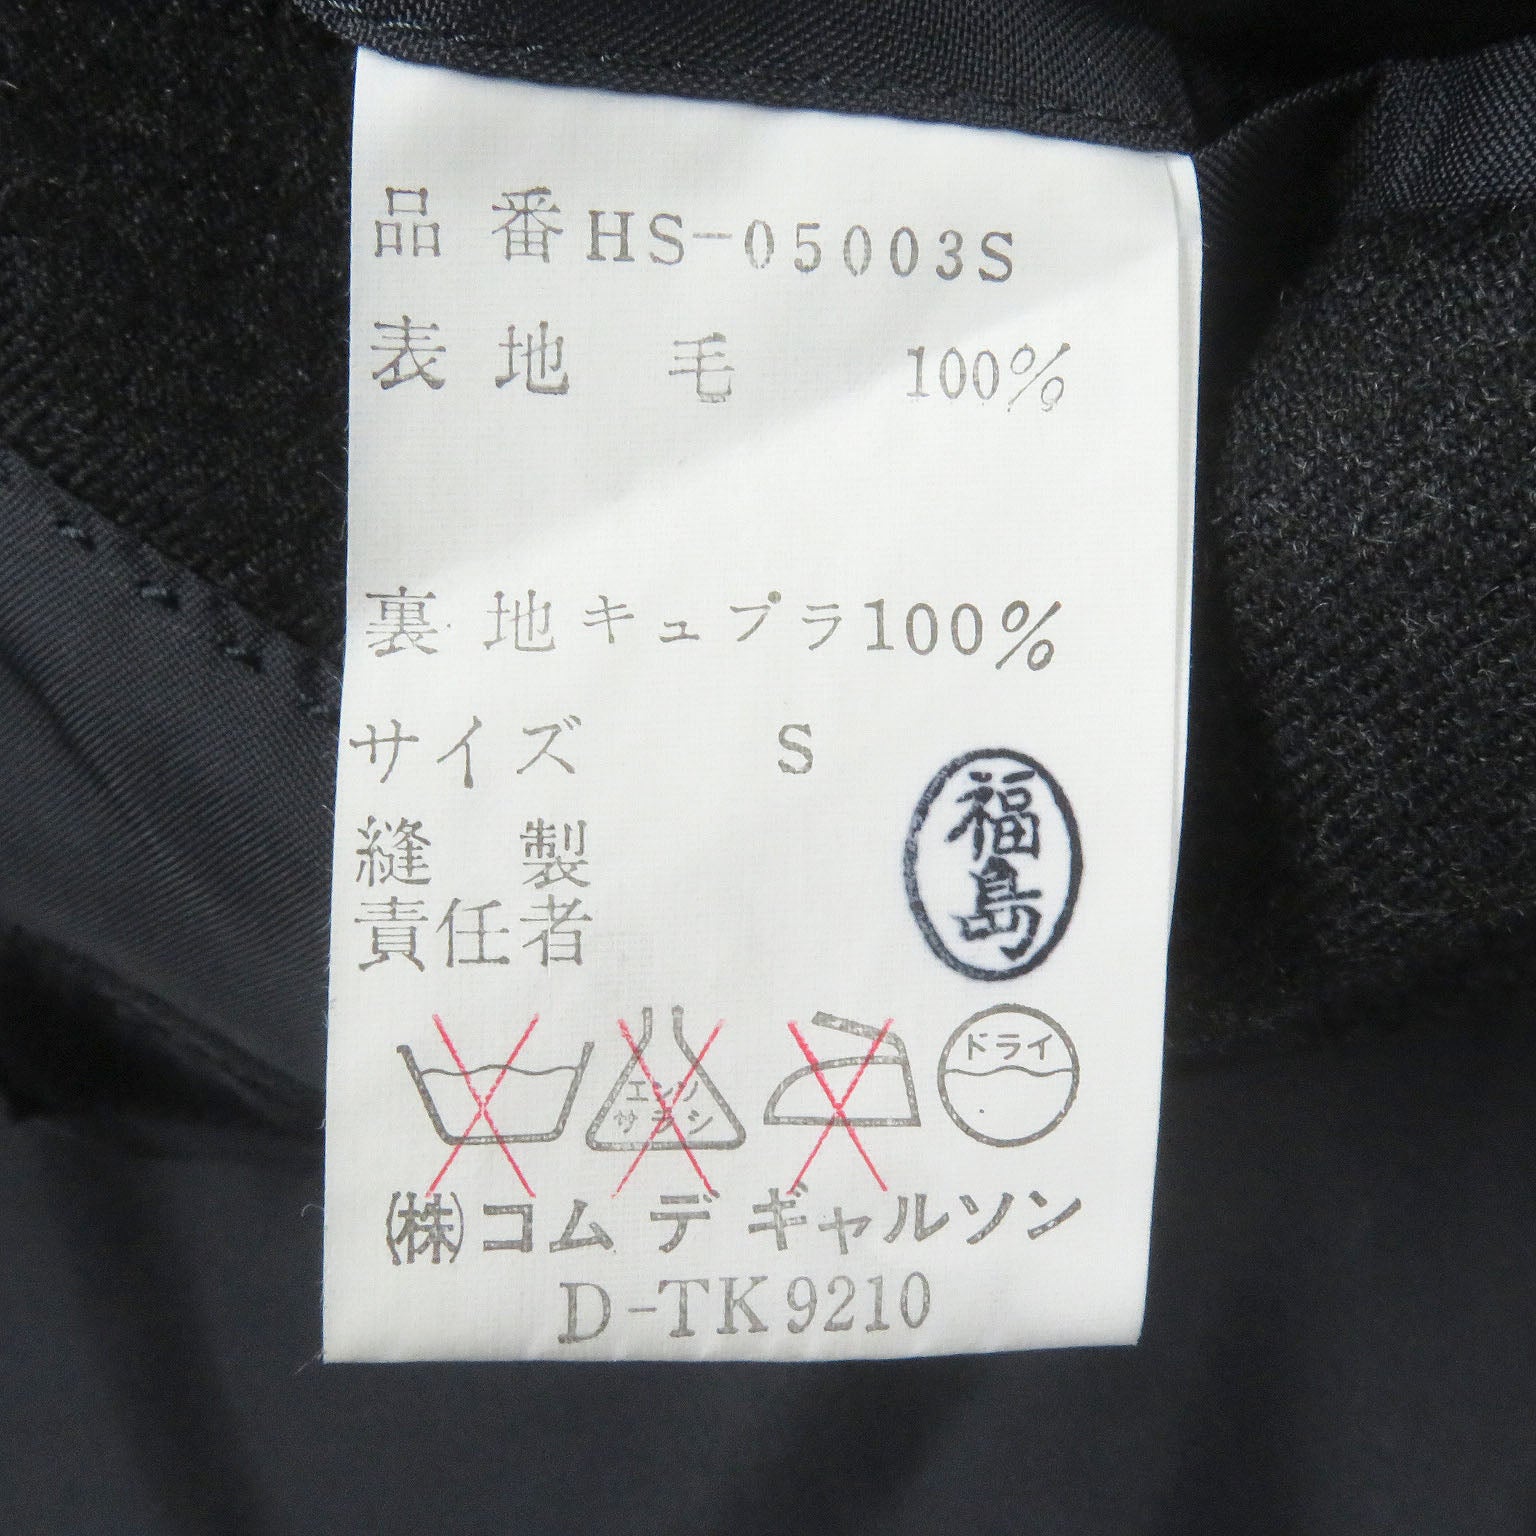 品番 HS-05003S
表地 毛 100%
裏地 キュプラ 100%
サイズ S
縫製
責任者
福島
エンソ
サラシ
ドライ
(株)コム デ ギャルソン
D-TK9210